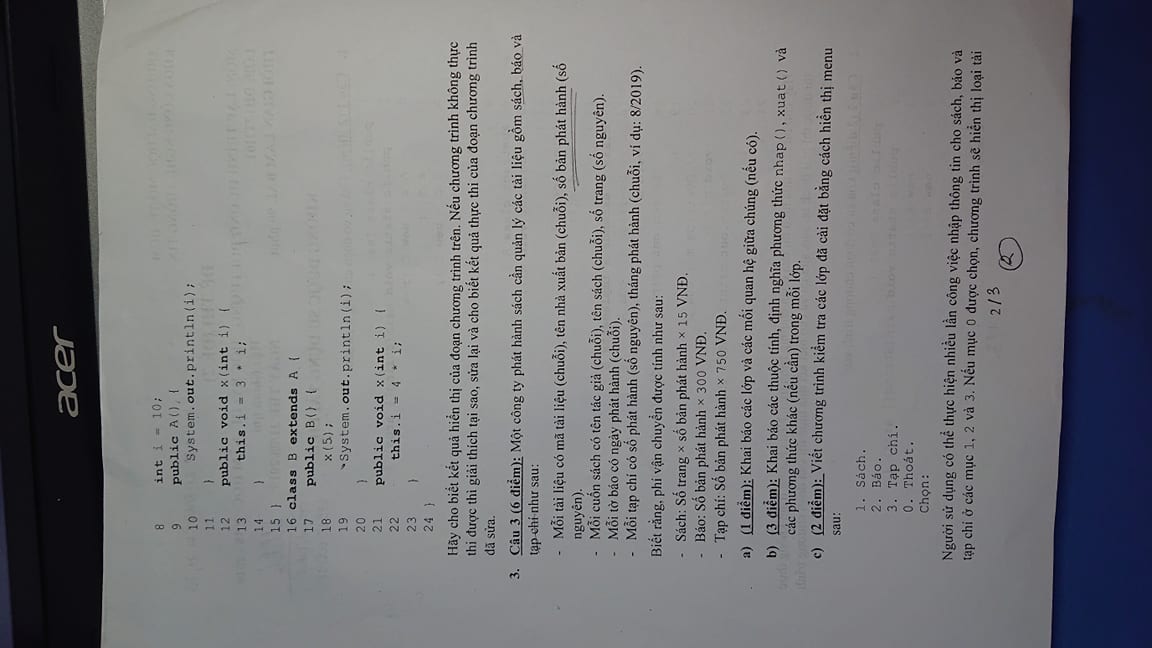 acer
8 int i = 10;
9 public A() {
10 System.out.println(i);
11 }
12 public void x(int i) {
13 this.i = 3 * i;
14 }
15 }
16 class B extends A {
17 public B() {
18 x(5);
19 System.out.println(i);
20 }
21 public void x(int i) {
22 this.i = 4 * i;
23 }
24 }
Hãy cho biết kết quả hiển thị của đoạn chương trình trên. Nếu chương trình không thực
thi được thì giải thích tại sao, sửa lại và cho biết kết quả thực thi của đoạn chương trình
đã sửa.
3. Câu 3 (6 điểm): Một công ty phát hành sách cần quản lý các tài liệu gồm sách, báo và
tạp chí như sau:
- Mỗi tài liệu có mã tài liệu (chuỗi), tên nhà xuất bản (chuỗi), số bản phát hành (số
nguyên).
- Mỗi cuốn sách có tên tác giả (chuỗi), tên sách (chuỗi), số trang (số nguyên).
- Mỗi tờ báo có ngày phát hành (chuỗi).
- Mỗi tạp chí có số phát hành (số nguyên), tháng phát hành (chuỗi, ví dụ: 8/2019).
Biết rằng, phí vận chuyển được tính như sau:
- Sách: Số trang × số bản phát hành × 15 VNĐ.
- Báo: Số bản phát hành × 300 VNĐ.
- Tạp chí: Số bản phát hành × 750 VNĐ.
a) (1 điểm): Khai báo các lớp và các mối quan hệ giữa chúng (nếu có).
b) (3 điểm): Khai báo các thuộc tính, định nghĩa phương thức nhap(), xuat() và
các phương thức khác (nếu cần) trong mỗi lớp.
c) (2 điểm): Viết chương trình kiểm tra các lớp đã cài đặt bằng cách hiển thị menu
sau:
1. Sách.
2. Báo.
3. Tạp chí.
0. Thoát.
Chọn:
Người sử dụng có thể thực hiện nhiều lần công việc nhập thông tin cho sách, báo và
tạp chí ở các mục 1, 2 và 3. Nếu mục 0 được chọn, chương trình sẽ hiển thị loại tài
2/3
2